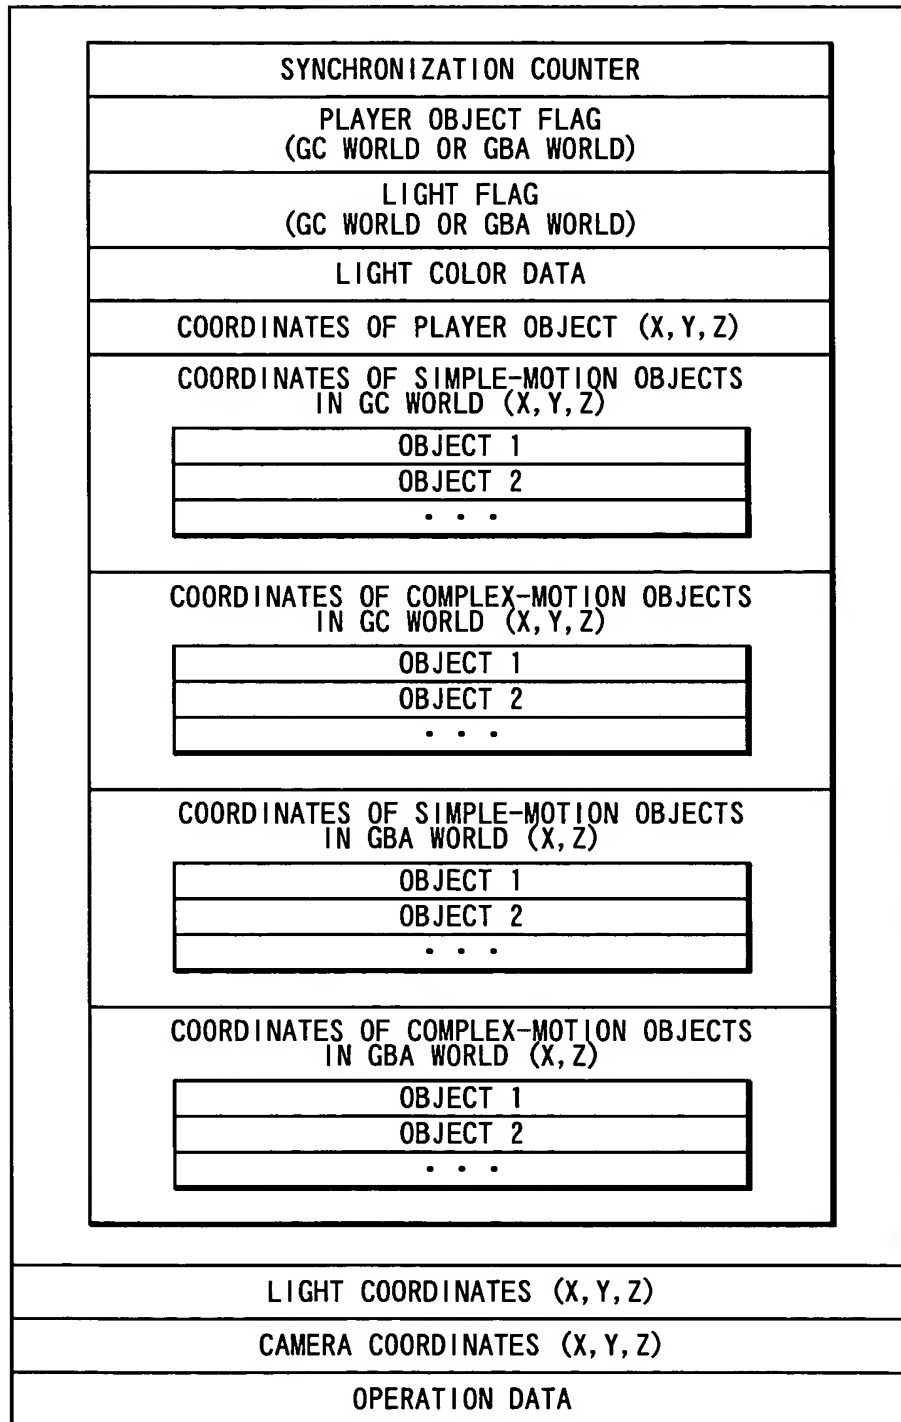 SYNCHRONIZATION COUNTER
PLAYER OBJECT FLAG
(GC WORLD OR GBA WORLD)
LIGHT FLAG
(GC WORLD OR GBA WORLD)
LIGHT COLOR DATA
COORDINATES OF PLAYER OBJECT (X, Y, Z)
COORDINATES OF SIMPLE-MOTION OBJECTS
IN GC WORLD (X, Y, Z)
OBJECT 1
OBJECT 2
. . .
COORDINATES OF COMPLEX-MOTION OBJECTS
IN GC WORLD (X, Y, Z)
OBJECT 1
OBJECT 2
. . .
COORDINATES OF SIMPLE-MOTION OBJECTS
IN GBA WORLD (X, Z)
OBJECT 1
OBJECT 2
. . .
COORDINATES OF COMPLEX-MOTION OBJECTS
IN GBA WORLD (X, Z)
OBJECT 1
OBJECT 2
. . .
LIGHT COORDINATES (X, Y, Z)
CAMERA COORDINATES (X, Y, Z)
OPERATION DATA